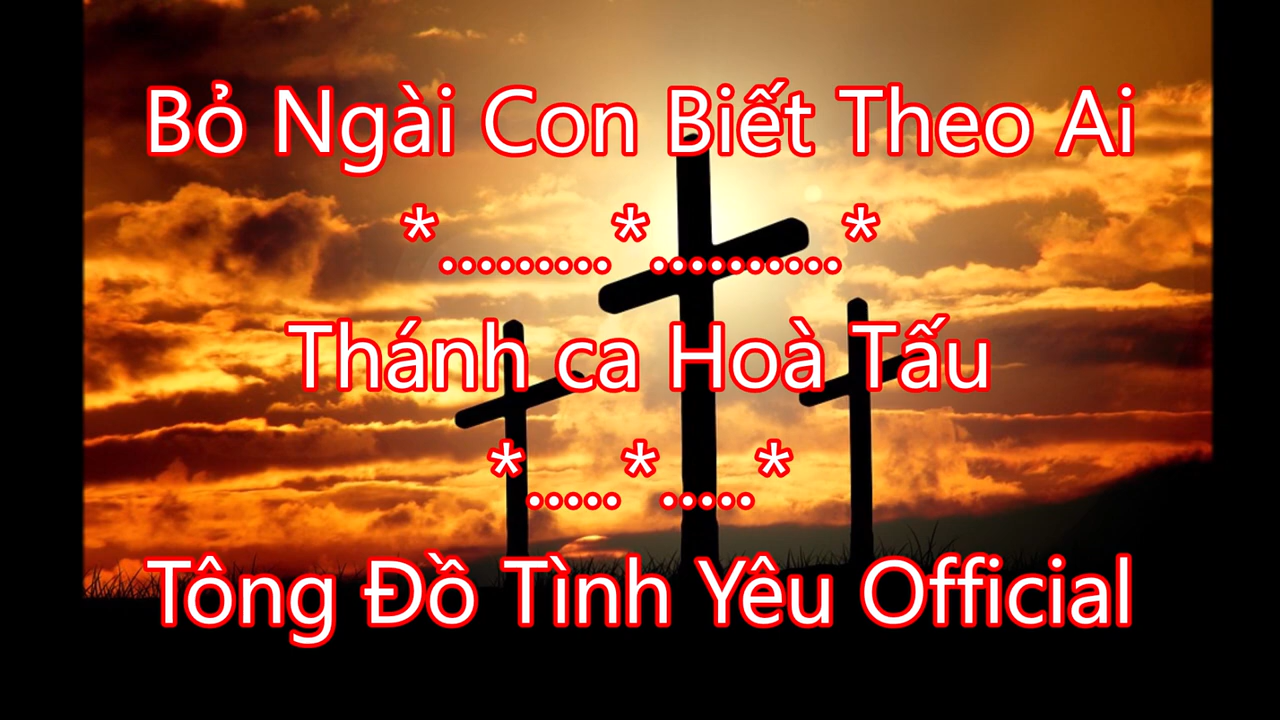 Bỏ Ngài Con Biết Theo Ai
*.........*..........*
Thánh ca Hoà Tấu
*.....*.....*
Tông Đồ Tình Yêu Official